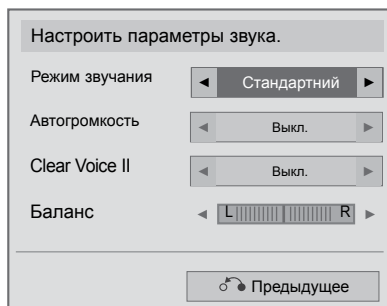 Настроить параметры звука.
Режим звучания ◄ Стандартний ►
Автогромкость ◄ Выкл. ►
Clear Voice II ◄ Выкл. ►
Баланс ◄ L R ►
Предыдущее